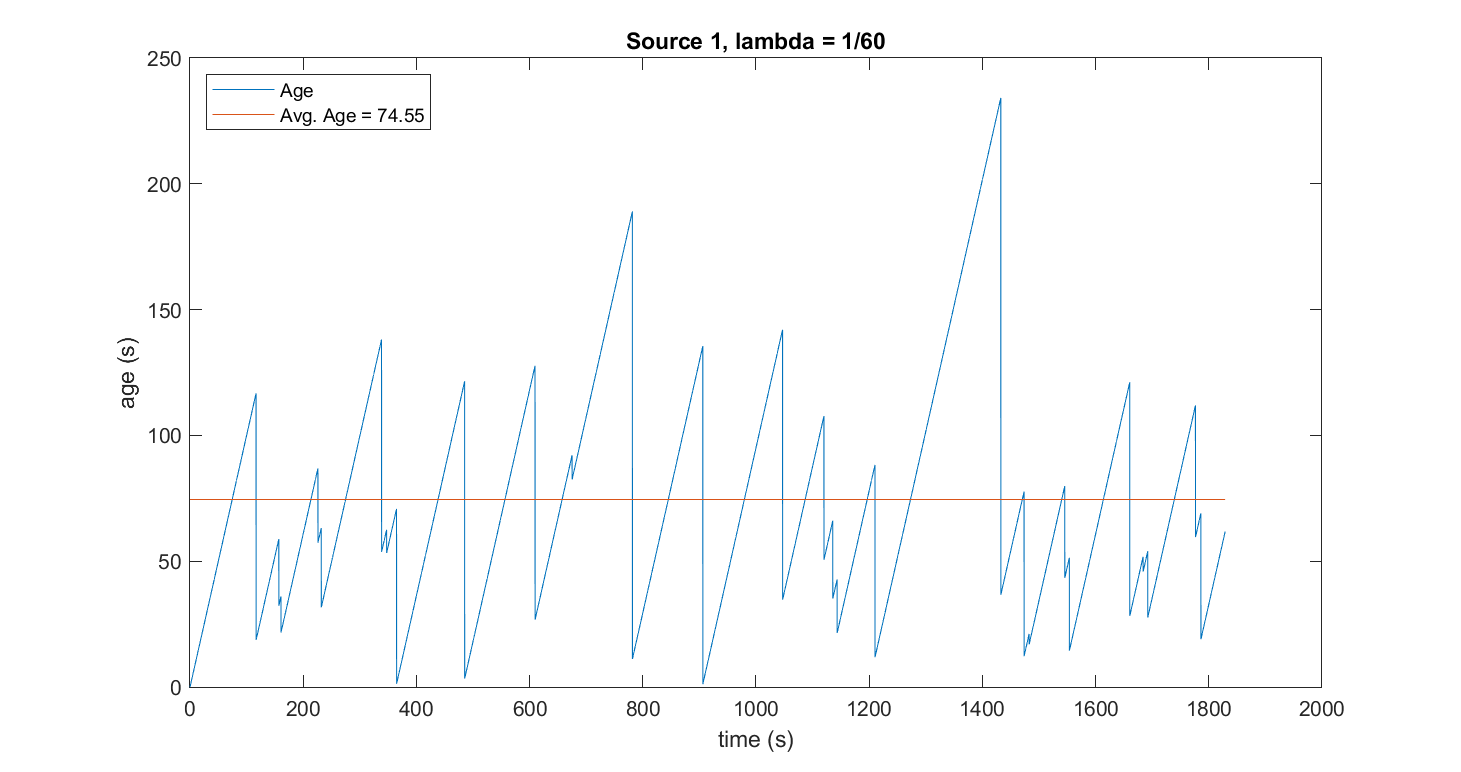 Source 1, lambda = 1/60
250
200
150
100
50
0
age (s)
Age
Avg. Age = 74.55
0 200 400 600 800 1000 1200 1400 1600 1800 2000
time (s)